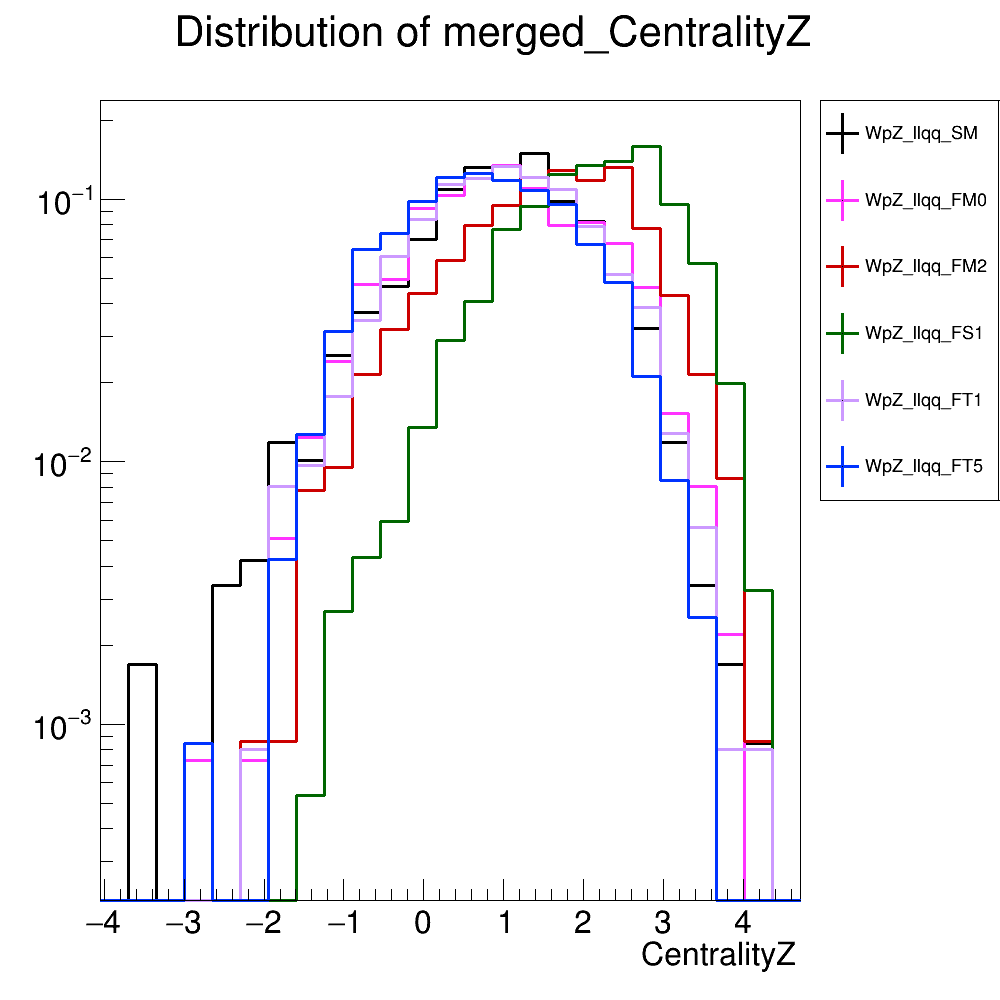 Distribution of merged_CentralityZ
10⁻¹
10⁻²
10⁻³
−4 −3 −2 −1 0 1 2 3 4
CentralityZ
WpZ_llqq_SM
WpZ_llqq_FM0
WpZ_llqq_FM2
WpZ_llqq_FS1
WpZ_llqq_FT1
WpZ_llqq_FT5